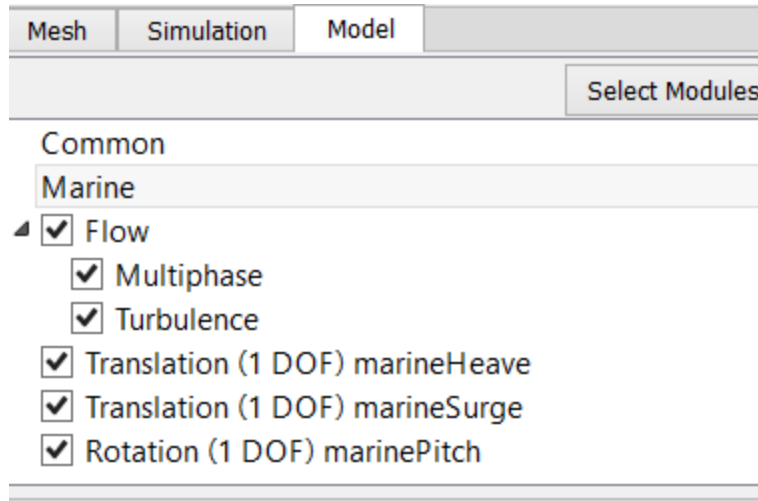 Mesh Simulation Model
Select Modules
Common
Marine
Flow
Multiphase
Turbulence
Translation (1 DOF) marineHeave
Translation (1 DOF) marineSurge
Rotation (1 DOF) marinePitch